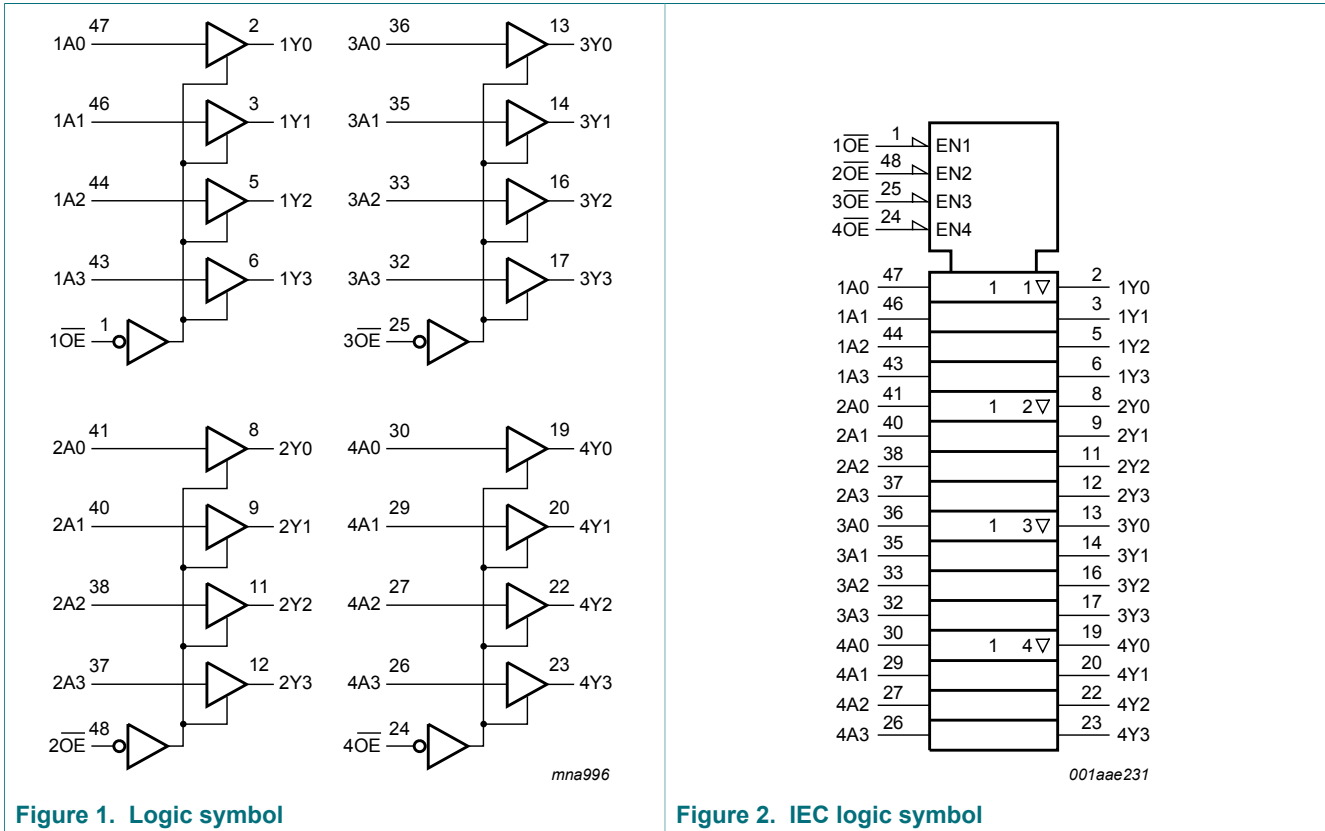 47 2 36 13
1A0 1Y0 3A0 3Y0
46 3 35 14
1A1 1Y1 3A1 3Y1
44 5 33 16
1A2 1Y2 3A2 3Y2
43 6 32 17
1A3 1Y3 3A3 3Y3
1O̅E̅ 1 3O̅E̅ 25
41 8 30 19
2A0 2Y0 4A0 4Y0
40 9 29 20
2A1 2Y1 4A1 4Y1
38 11 27 22
2A2 2Y2 4A2 4Y2
37 12 26 23
2A3 2Y3 4A3 4Y3
2O̅E̅ 48 4O̅E̅ 24
mna996
Figure 1. Logic symbol
1O̅E̅ 1 EN1
2O̅E̅ 48 EN2
3O̅E̅ 25 EN3
4O̅E̅ 24 EN4
1A0 47 1 1▽ 2 1Y0
1A1 46 3 1Y1
1A2 44 5 1Y2
1A3 43 6 1Y3
2A0 41 1 2▽ 8 2Y0
2A1 40 9 2Y1
2A2 38 11 2Y2
2A3 37 12 2Y3
3A0 36 1 3▽ 13 3Y0
3A1 35 14 3Y1
3A2 33 16 3Y2
3A3 32 17 3Y3
4A0 30 1 4▽ 19 4Y0
4A1 29 20 4Y1
4A2 27 22 4Y2
4A3 26 23 4Y3
001aae231
Figure 2. IEC logic symbol